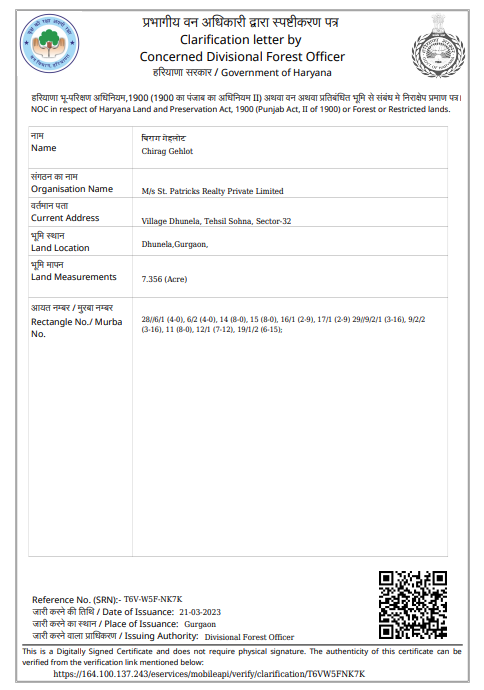 प्रभागीय वन अधिकारी द्वारा स्पष्टीकरण पत्र
Clarification letter by
Concerned Divisional Forest Officer
हरियाणा सरकार / Government of Haryana
हरियाणा भू-परिक्षण अधिनियम,1900 (1900 का पंजाब का अधिनियम II) अथवा वन अथवा प्रतिबंधित भूमि से संबंध मे निराक्षेप प्रमाण पत्र।
NOC in respect of Haryana Land and Preservation Act, 1900 (Punjab Act, II of 1900) or Forest or Restricted lands.
नाम
Name
चिराग गेहलोट
Chirag Gehlot
संगठन का नाम
Organisation Name
M/s St. Patricks Realty Private Limited
वर्तमान पता
Current Address
Village Dhunela, Tehsil Sohna, Sector-32
भूमि स्थान
Land Location
Dhunela,Gurgaon,
भूमि मापन
Land Measurements
7.356 (Acre)
आयत नम्बर / मुरबा नम्बर
Rectangle No./ Murba
No.
28//6/1 (4-0), 6/2 (4-0), 14 (8-0), 15 (8-0), 16/1 (2-9), 17/1 (2-9) 29//9/2/1 (3-16), 9/2/2
(3-16), 11 (8-0), 12/1 (7-12), 19/1/2 (6-15);
Reference No. (SRN):- T6V-W5F-NK7K
जारी करने की तिथि / Date of Issuance: 21-03-2023
जारी करने का स्थान / Place of Issuance: Gurgaon
जारी करने वाला प्राधिकरण / Issuing Authority: Divisional Forest Officer
This is a Digitally Signed Certificate and does not require physical signature. The authenticity of this certificate can be
verified from the verification link mentioned below:
https://164.100.137.243/eservices/mobileapi/verify/clarification/T6VW5FNK7K